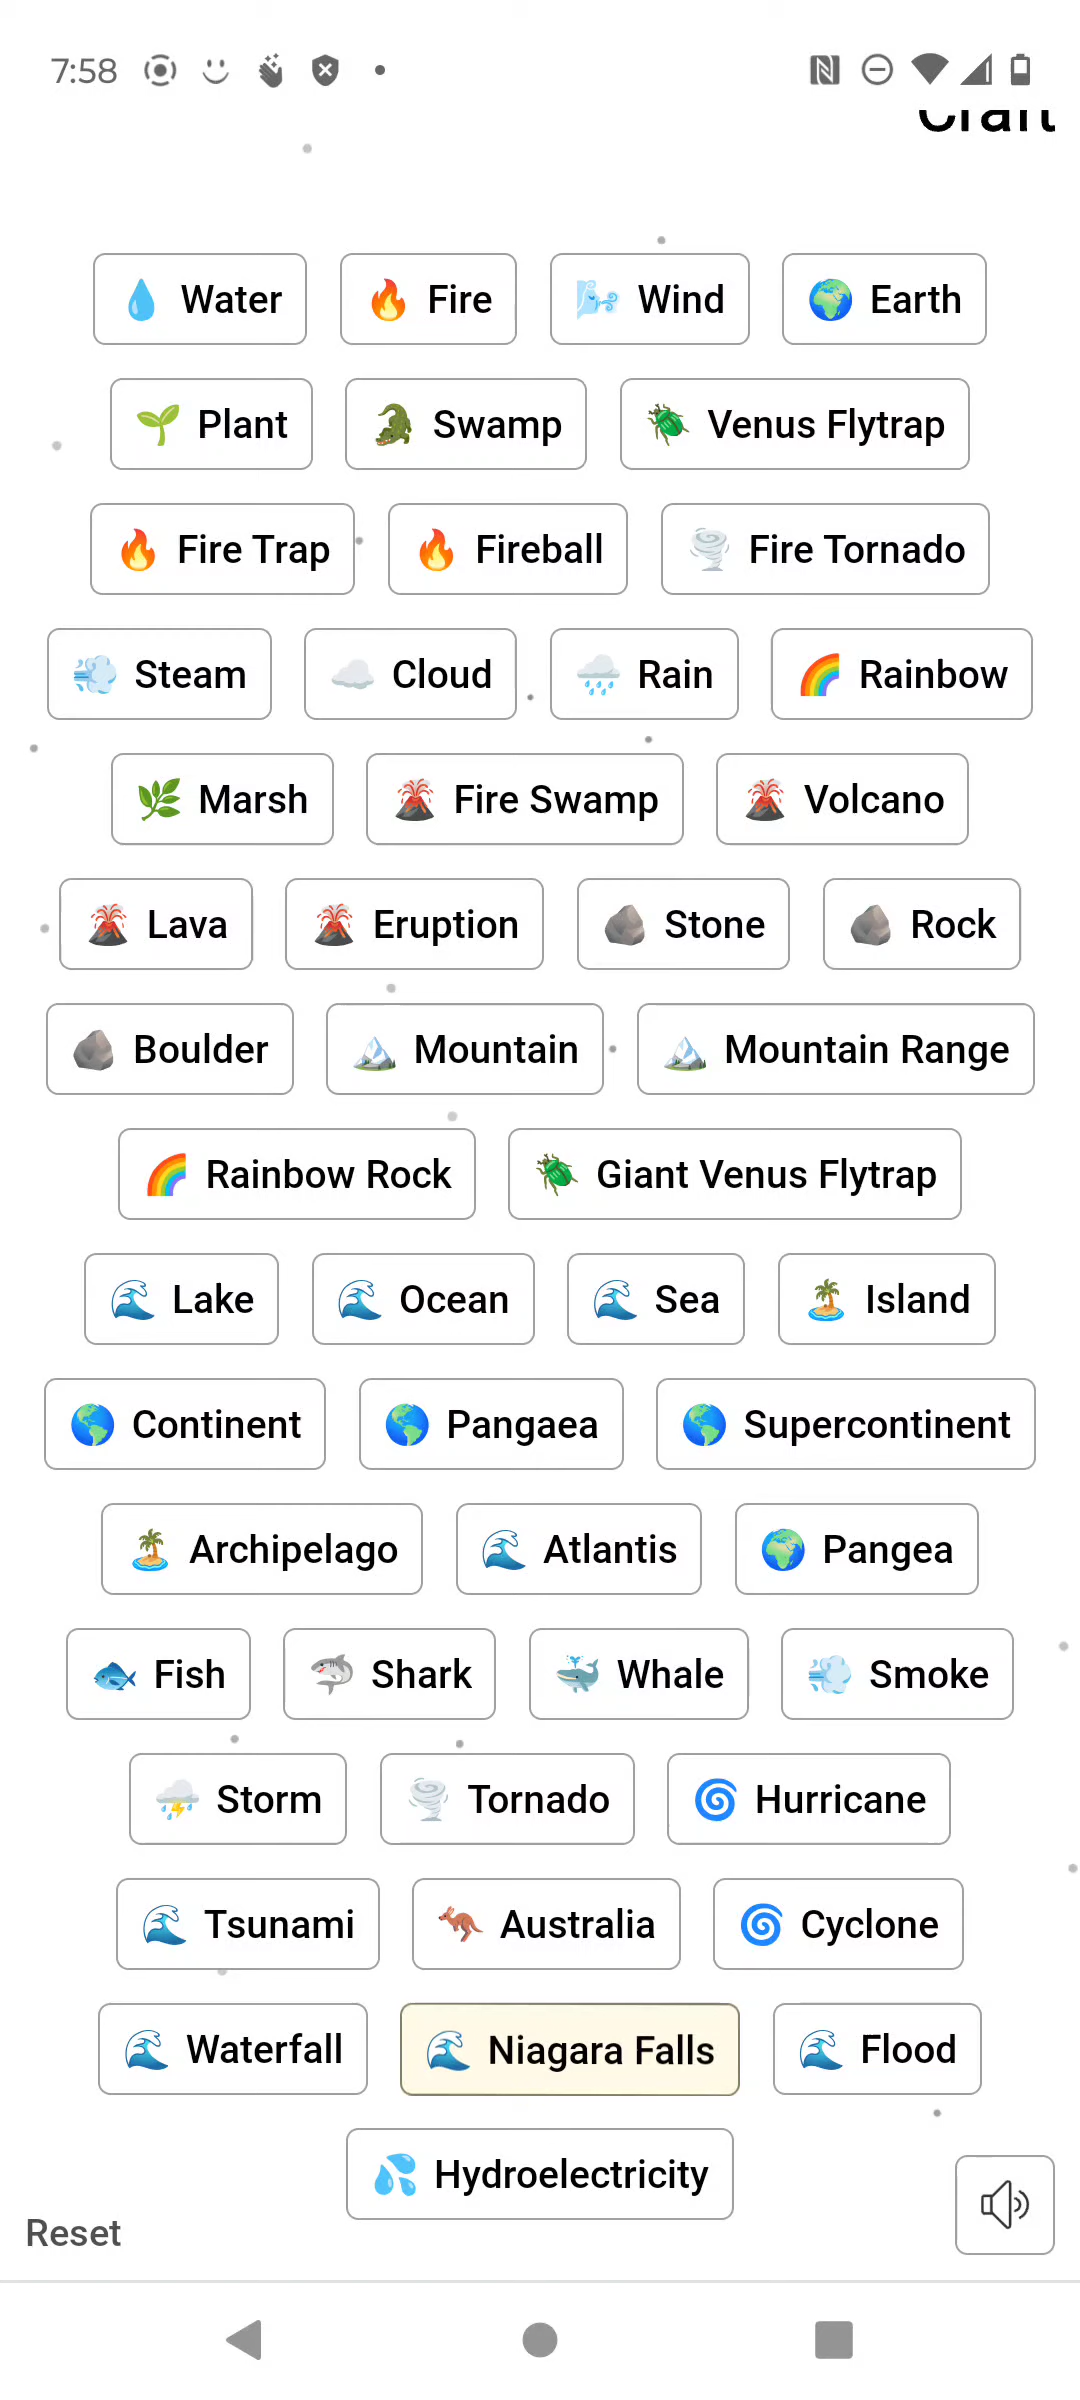 7:58
Craft
Water Fire Wind Earth
Plant Swamp Venus Flytrap
Fire Trap Fireball Fire Tornado
Steam Cloud Rain Rainbow
Marsh Fire Swamp Volcano
Lava Eruption Stone Rock
Boulder Mountain Mountain Range
Rainbow Rock Giant Venus Flytrap
Lake Ocean Sea Island
Continent Pangaea Supercontinent
Archipelago Atlantis Pangea
Fish Shark Whale Smoke
Storm Tornado Hurricane
Tsunami Australia Cyclone
Waterfall Niagara Falls Flood
Hydroelectricity
Reset